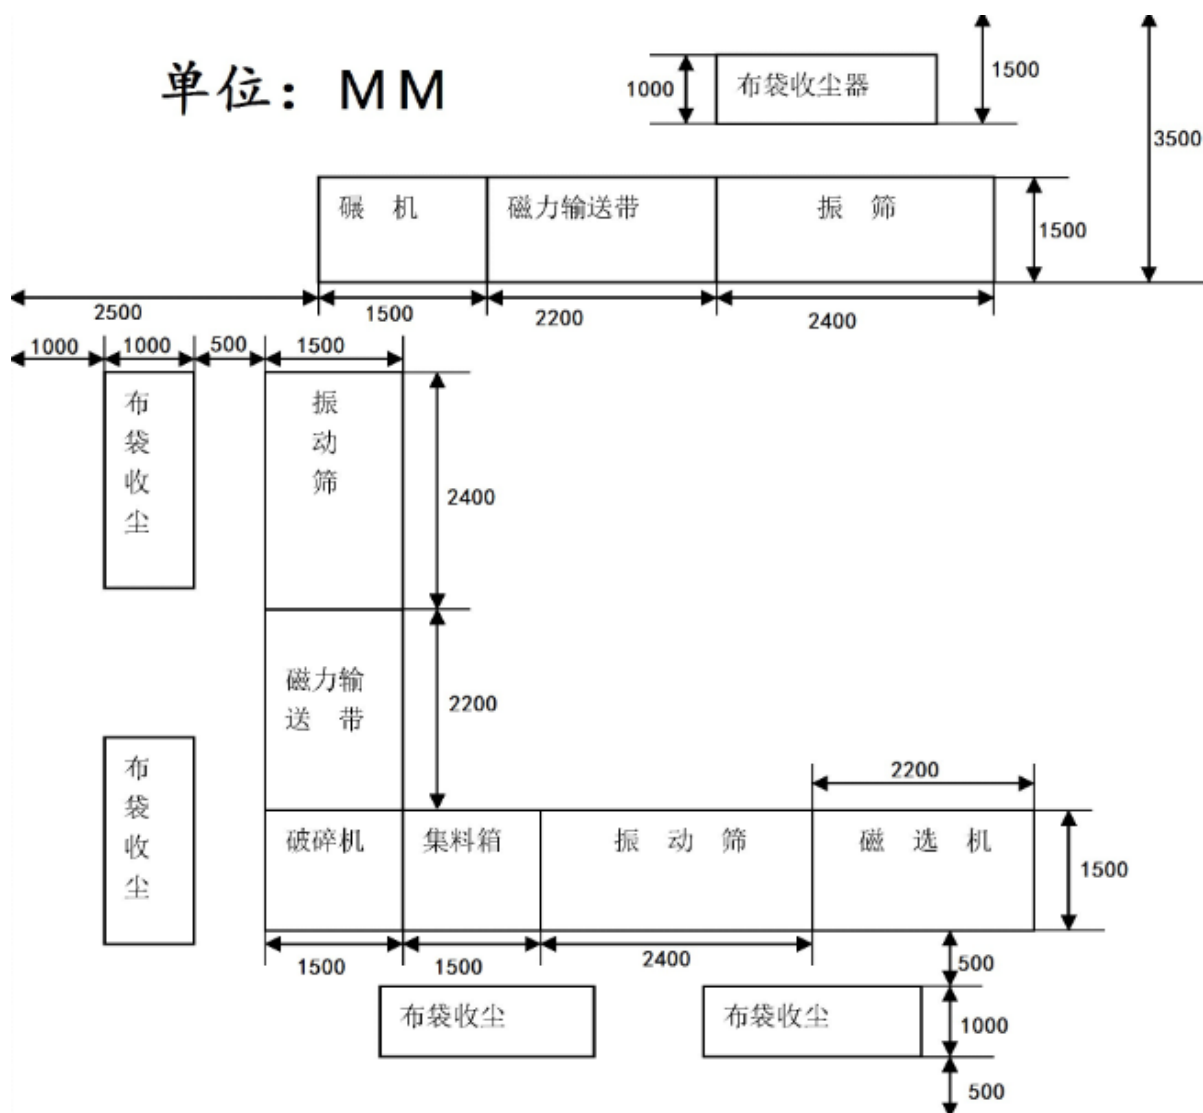 单位：MM
1000
布袋收尘器
1500
3500
碾 机
磁力输送带
振 筛
1500
2500
1500
2200
2400
1000
1000
500
1500
布
袋
收
尘
振
动
筛
2400
磁力输
送 带
2200
布
袋
收
尘
2200
破碎机
集料箱
振 动 筛
磁 选 机
1500
1500
1500
2400
500
布袋收尘
布袋收尘
1000
500